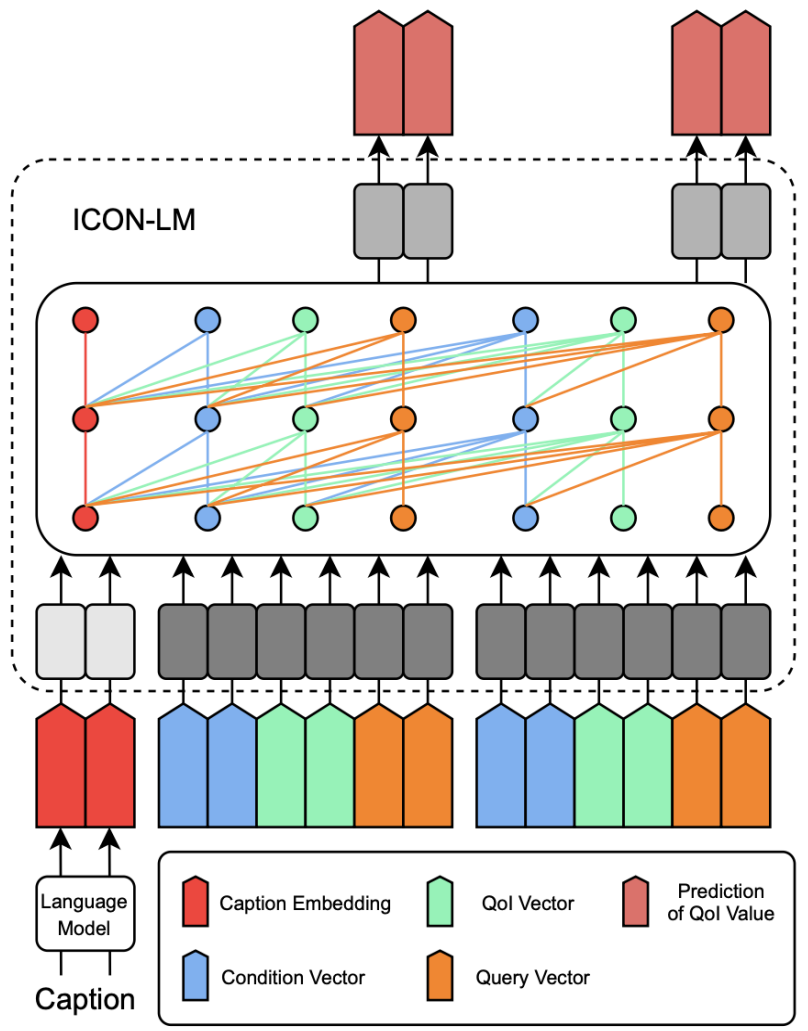 ICON-LM
Language
Model
Caption
Caption Embedding
QoI Vector
Prediction
of QoI Value
Condition Vector
Query Vector